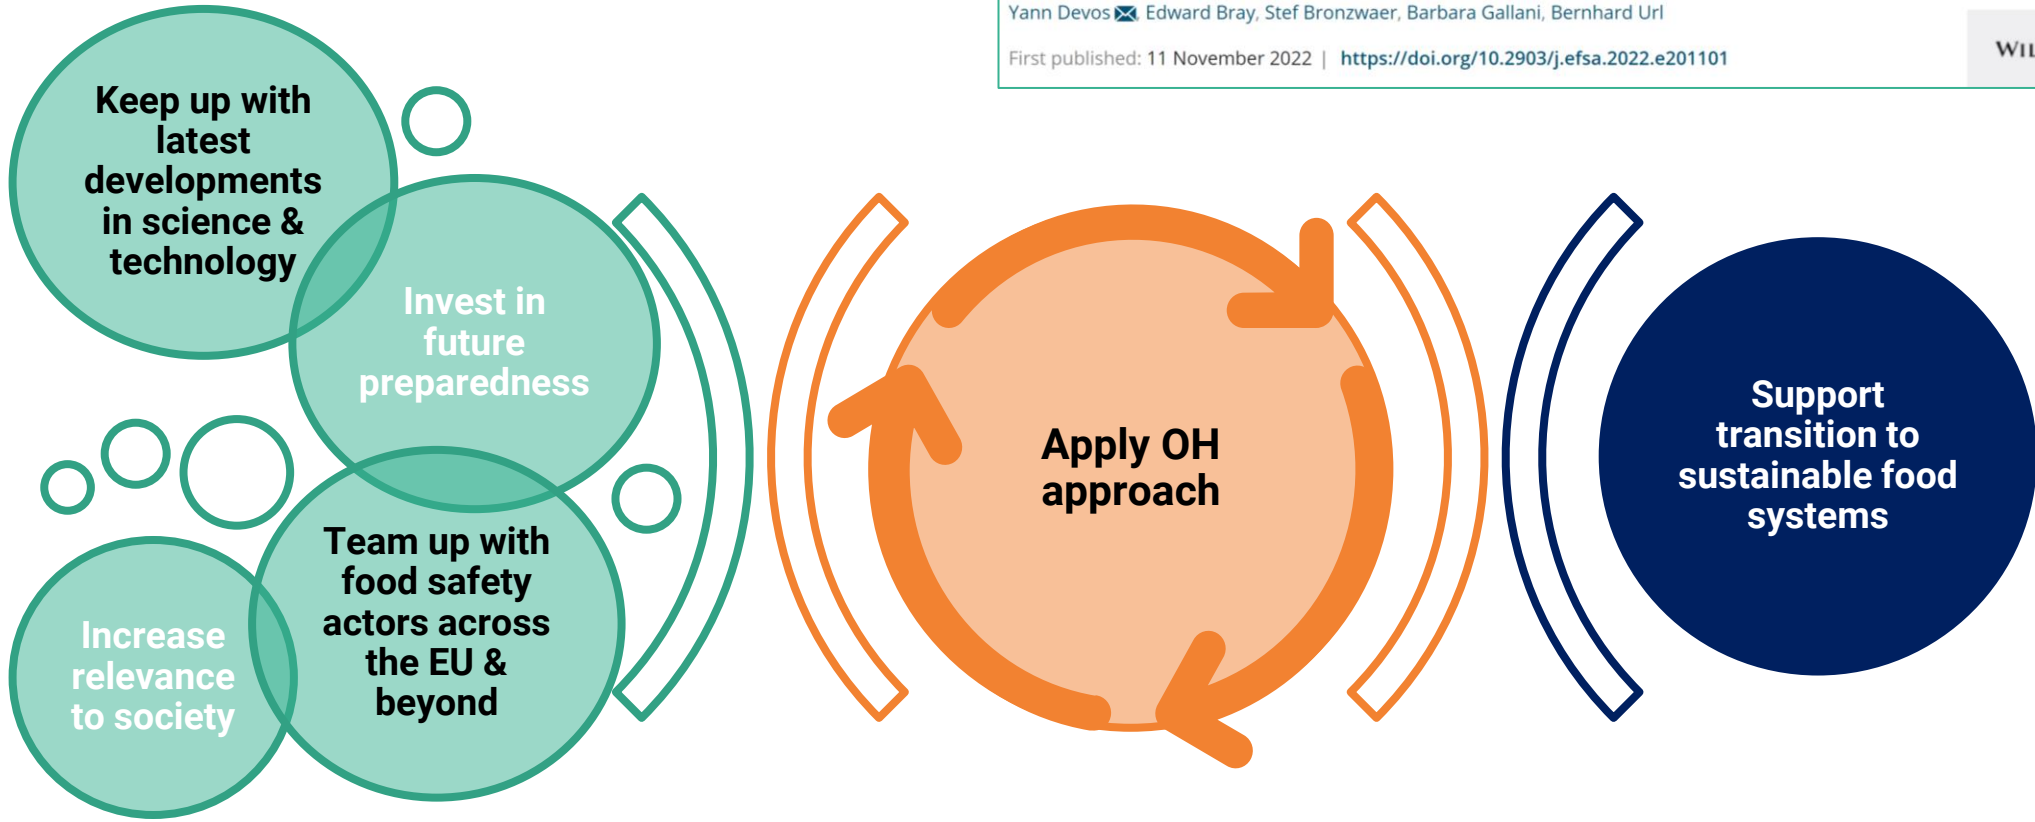 Yann Devos, Edward Bray, Stef Bronzwaer, Barbara Gallani, Bernhard Url
First published: 11 November 2022 | https://doi.org/10.2903/j.efsa.2022.e201101
Keep up with
latest
developments
in science &
technology
Invest in
future
preparedness
Team up with
food safety
actors across
the EU &
beyond
Increase
relevance
to society
Apply OH
approach
Support
transition to
sustainable food
systems